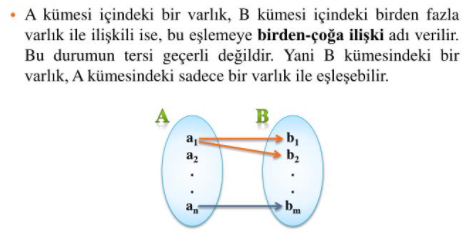 • A kümesi içindeki bir varlık, B kümesi içindeki birden fazla
varlık ile ilişkili ise, bu eşlemeye birden-çoğa ilişki adı verilir.
Bu durumun tersi geçerli değildir. Yani B kümesindeki bir
varlık, A kümesindeki sadece bir varlık ile eşleşebilir.
A B
a₁ b₁
a₂ b₂
. .
. .
aₙ bₘ